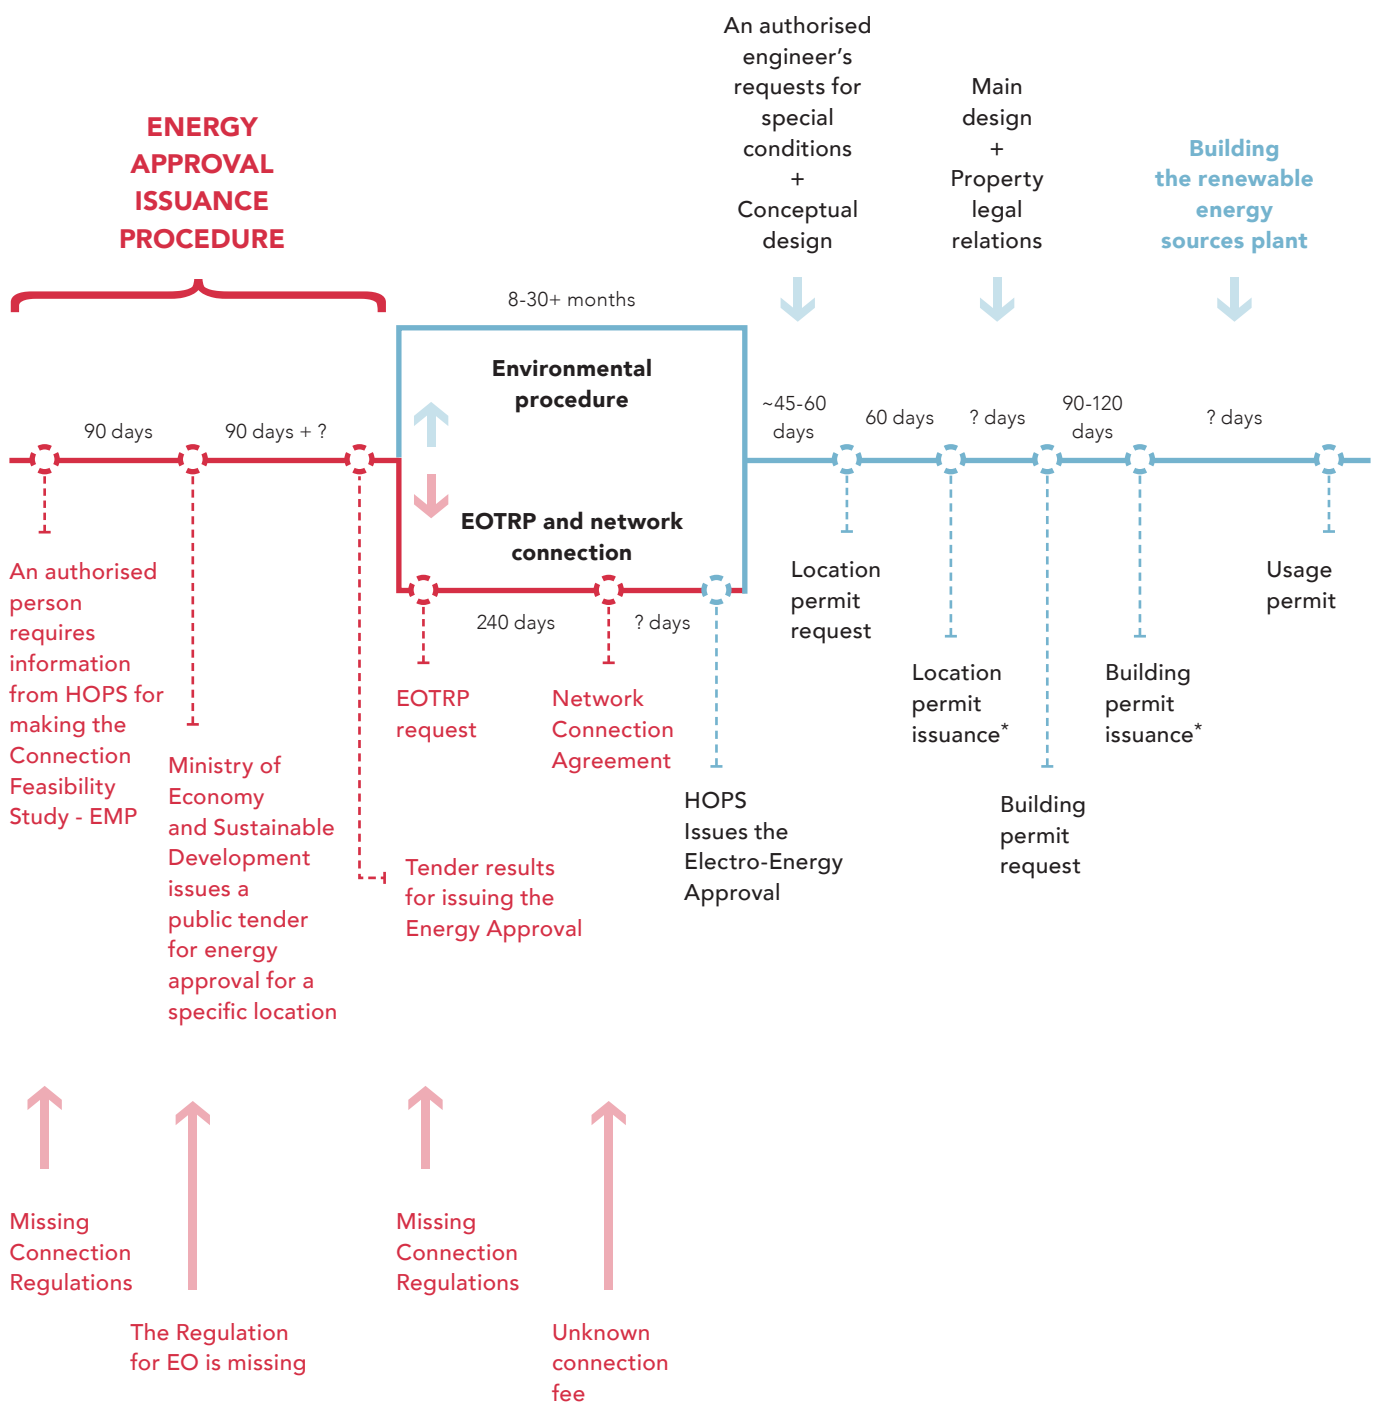 An authorised
engineer's
requests for
special
conditions
+
Conceptual
design
Main
design
+
Property
legal
relations
ENERGY
APPROVAL
ISSUANCE
PROCEDURE
Building
the renewable
energy
sources plant
8-30+ months
Environmental
procedure
90 days
90 days + ?
~45-60
days
60 days
? days
90-120
days
? days
EOTRP and network
connection
240 days
? days
An authorised
person
requires
information
from HOPS for
making the
Connection
Feasibility
Study - EMP
Ministry of
Economy
and Sustainable
Development
issues a
public tender
for energy
approval for a
specific location
Tender results
for issuing the
Energy Approval
EOTRP
request
Network
Connection
Agreement
HOPS
Issues the
Electro-Energy
Approval
Location
permit
request
Location
permit
issuance*
Building
permit
request
Building
permit
issuance*
Usage
permit
Missing
Connection
Regulations
The Regulation
for EO is missing
Missing
Connection
Regulations
Unknown
connection
fee